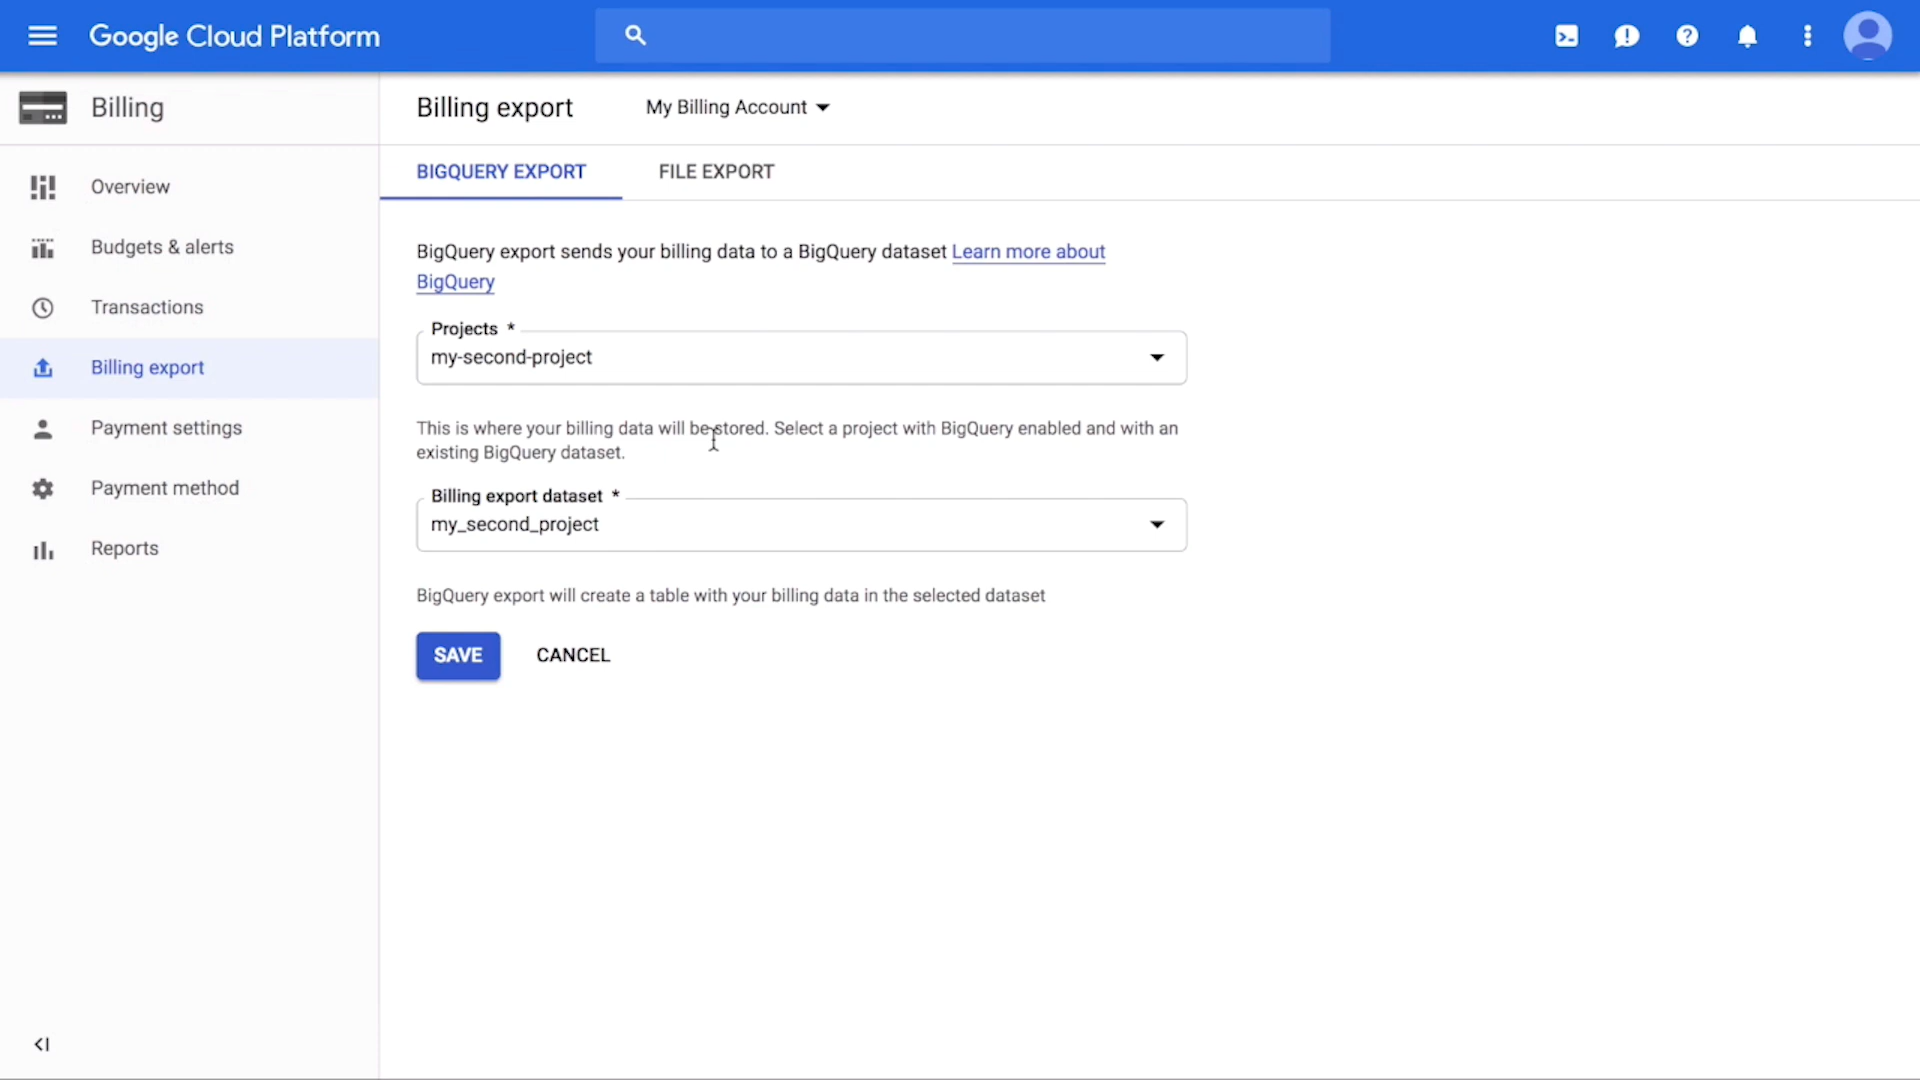 Google Cloud Platform
Billing
Billing export
My Billing Account
Overview
Budgets & alerts
Transactions
Billing export
Payment settings
Payment method
Reports
BIGQUERY EXPORT
FILE EXPORT
BigQuery export sends your billing data to a BigQuery dataset Learn more about
BigQuery
Projects *
my-second-project
This is where your billing data will be stored. Select a project with BigQuery enabled and with an
existing BigQuery dataset.
Billing export dataset *
my_second_project
BigQuery export will create a table with your billing data in the selected dataset
SAVE
CANCEL